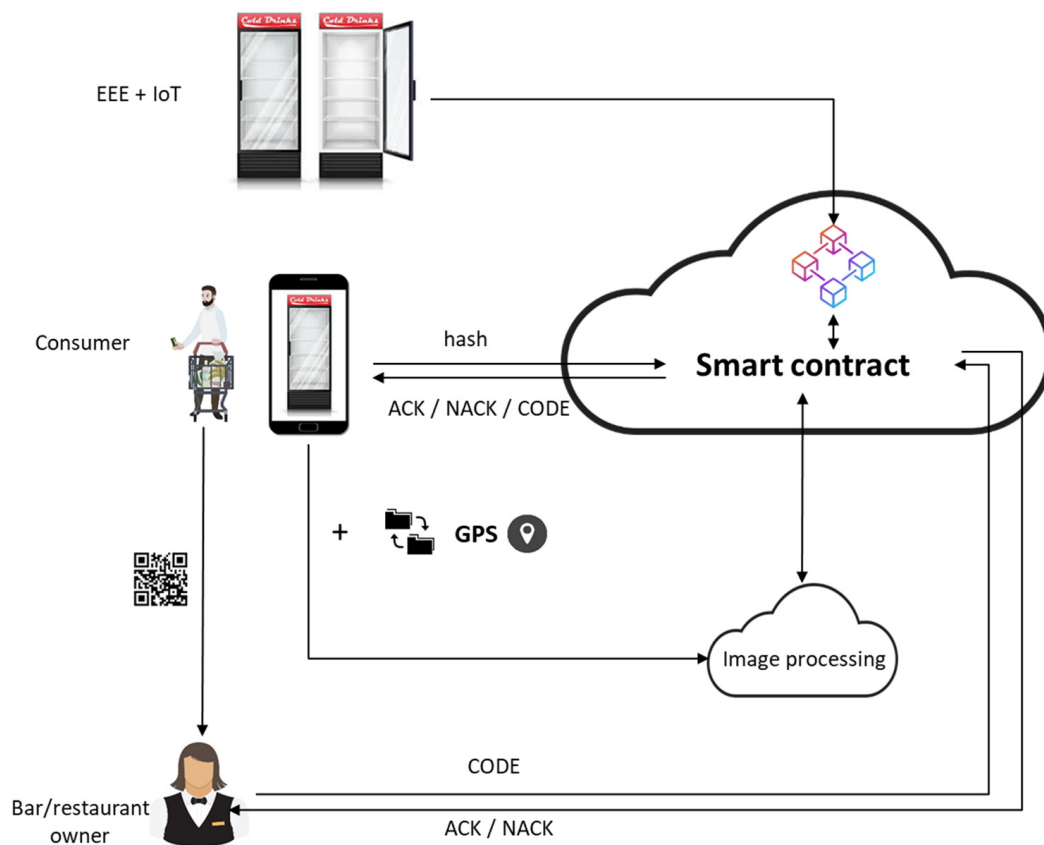 Cold Drinks
Cold Drinks
EEE + IoT
Cold Drinks
Consumer
hash
Smart contract
ACK / NACK / CODE
+
GPS
Image processing
CODE
Bar/restaurant
owner
ACK / NACK